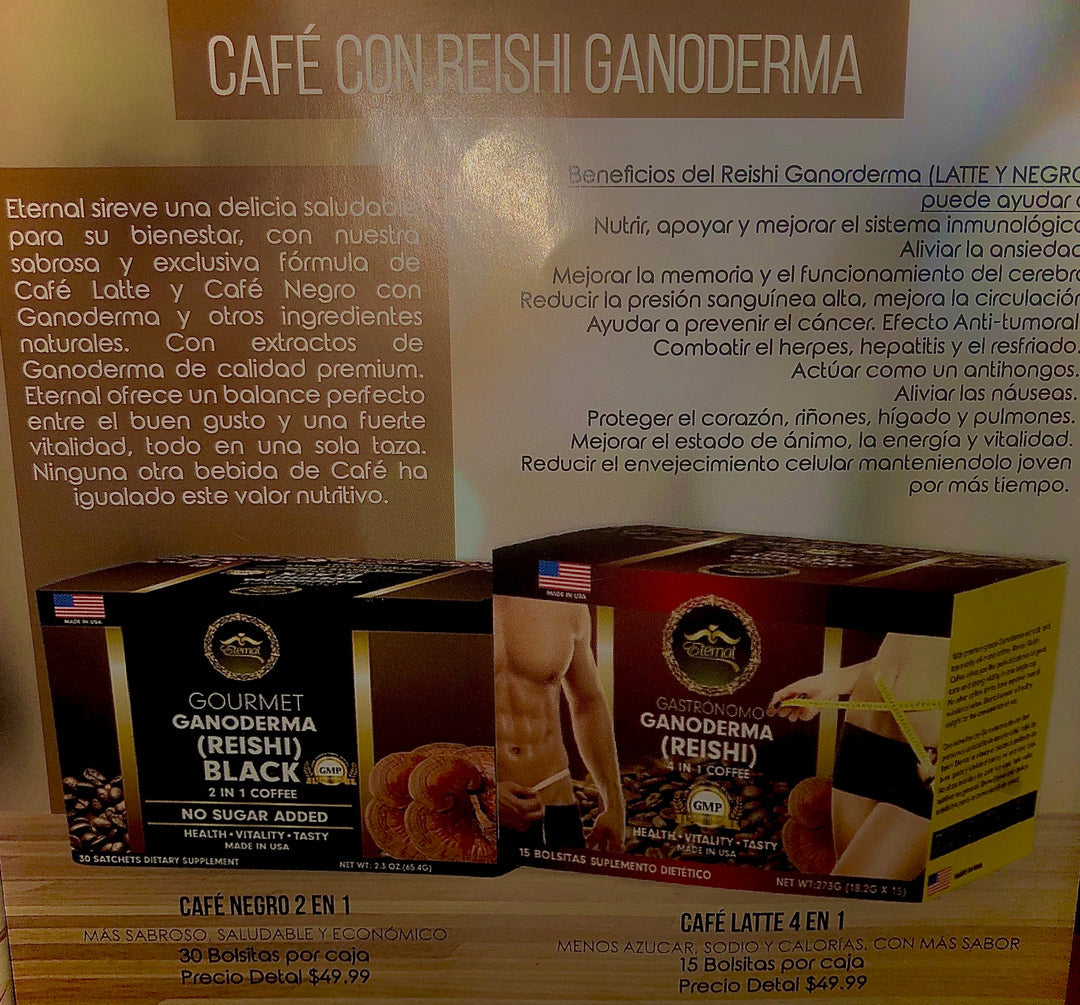 CAFÉ CON REISHI GANODERMA
Eternal sireve una delicia saludable
para su bienestar, con nuestra
sabrosa y exclusiva fórmula de
Café Latte y Café Negro con
Ganoderma y otros ingredientes
naturales. Con extractos de
Ganoderma de calidad premium.
Eternal ofrece un balance perfecto
entre el buen gusto y una fuerte
vitalidad, todo en una sola taza.
Ninguna otra bebida de Café ha
igualado este valor nutritivo.
Beneficios del Reishi Ganorderma (LATTE Y NEGRO
puede ayudar a
Nutrir, apoyar y mejorar el sistema inmunológico
Aliviar la ansiedad
Mejorar la memoria y el funcionamiento del cerebro
Reducir la presión sanguínea alta, mejora la circulación
Ayudar a prevenir el cáncer. Efecto Anti-tumoral
Combatir el herpes, hepatitis y el resfriado.
Actúar como un antihongos.
Aliviar las náuseas.
Proteger el corazón, riñones, hígado y pulmones.
Mejorar el estado de ánimo, la energía y vitalidad.
Reducir el envejecimiento celular manteniendolo joven
por más tiempo.
MADE IN USA
Eternal
GOURMET
GANODERMA
(REISHI)
BLACK
GMP
2 IN 1 COFFEE
NO SUGAR ADDED
HEALTH • VITALITY • TASTY
MADE IN USA
30 SATCHETS DIETARY SUPPLEMENT
NET WT: 2.3 OZ.(65.4G)
MADE IN USA
Eternal
GASTRÓNOMO
GANODERMA
(REISHI)
4 IN 1 COFFEE
GMP
HEALTH • VITALITY • TASTY
MADE IN USA
15 BOLSITAS SUPLEMENTO DIETÉTICO
NET WT:273G (18.2G X 15)
CAFÉ NEGRO 2 EN 1
MÁS SABROSO, SALUDABLE Y ECONÓMICO
30 Bolsitas por caja
Precio Detal $49.99
CAFÉ LATTE 4 EN 1
MENOS AZUCAR, SODIO Y CALORÍAS, CON MÁS SABOR
15 Bolsitas por caja
Precio Detal $49.99